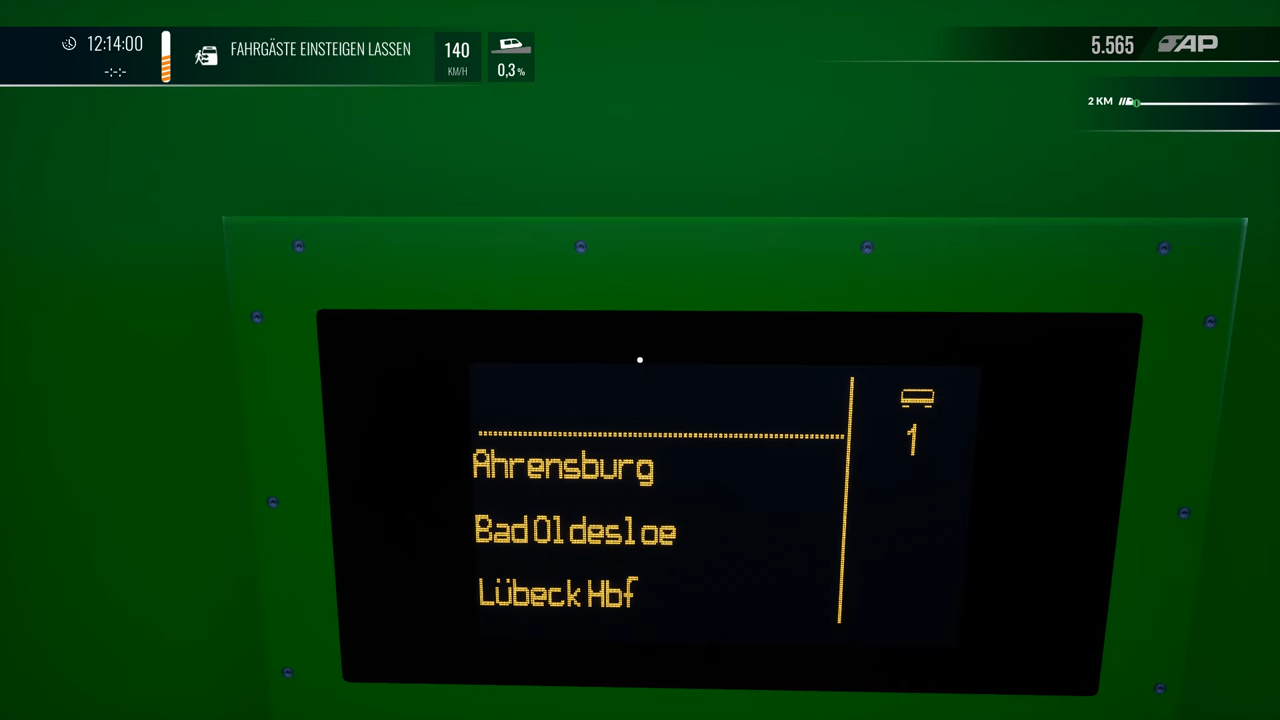 12:14:00
-:-:-
FAHRGÄSTE EINSTEIGEN LASSEN
140
KM/H
0,3 %
5.565 AP
2 KM
1
Ahrensburg
Bad Oldesloe
Lübeck Hbf